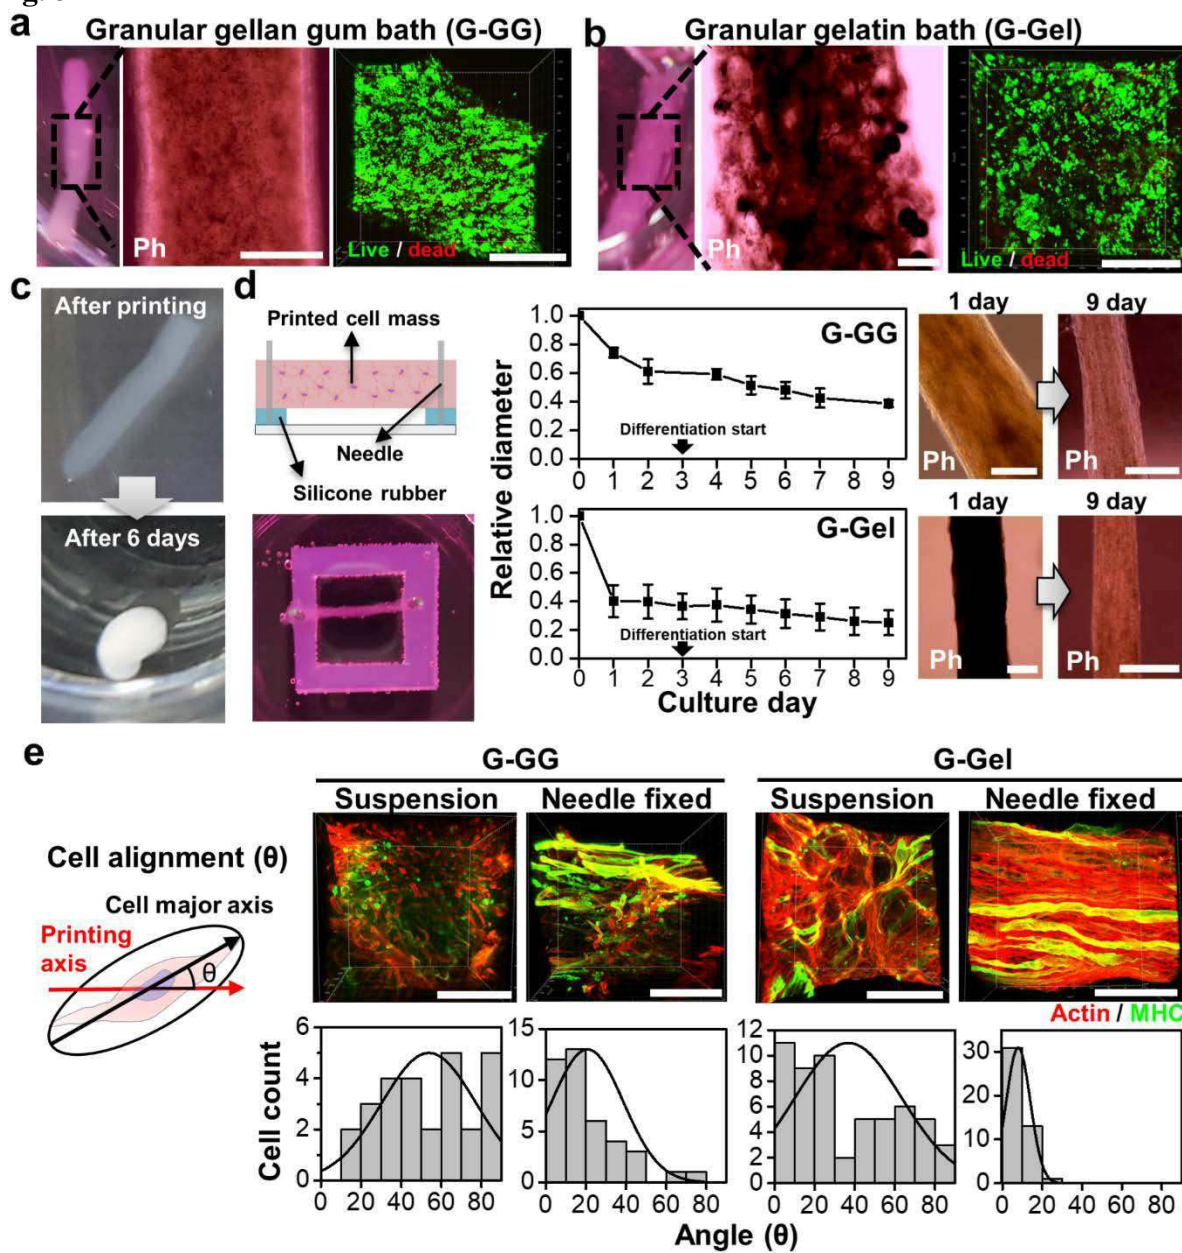 a
Granular gellan gum bath (G-GG)
Ph
Live / dead
b
Granular gelatin bath (G-Gel)
Ph
Live / dead
c
After printing
After 6 days
d
Printed cell mass
Needle
Silicone rubber
Relative diameter
1.0
0.8
0.6
0.4
0.2
0.0
G-GG
Differentiation start
0 1 2 3 4 5 6 7 8 9
1.0
0.8
0.6
0.4
0.2
0.0
G-Gel
Differentiation start
0 1 2 3 4 5 6 7 8 9
Culture day
1 day
9 day
Ph
Ph
1 day
9 day
Ph
Ph
e
Cell alignment (θ)
Cell major axis
Printing
axis
θ
G-GG
Suspension
Needle fixed
G-Gel
Suspension
Needle fixed
Actin / MHC
Cell count
6
4
2
0
0 20 40 60 80
15
10
5
0
0 20 40 60 80
12
10
8
6
4
2
0
0 20 40 60 80
30
20
10
0
0 20 40 60 80
Angle (θ)